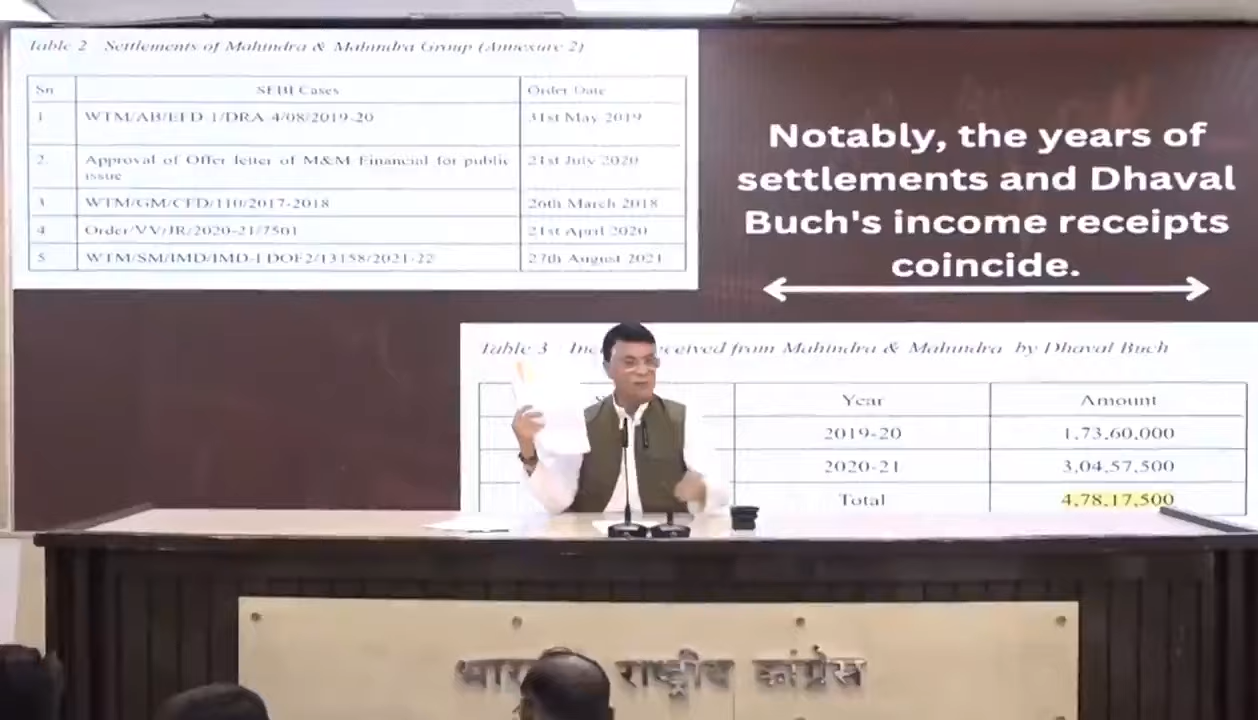 Table 2 Settlements of Mahindra & Mahindra Group (Annexure 2)
Sn SEBI Cases Order Date
1 WTM/AB/EFD-1/DRA-4/08/2019-20 31st May 2019
2. Approval of Offer letter of M&M Financial for public 21st July 2020
issue
3 WTM/GM/CFD/110/2017-2018 26th March 2018
4 Order/VV/JR/2020-21/7501 21st April 2020
5 WTM/SM/IMD/IMD-I DOF2/13158/2021-22 27th August 2021
Notably, the years of
settlements and Dhaval
Buch's income receipts
coincide.
Table 3 received from Mahindra & Mahindra by Dhaval Buch
Year Amount
2019-20 1,73,60,000
2020-21 3,04,57,500
Total 4,78,17,500
राष्ट्रीय कांग्रेस